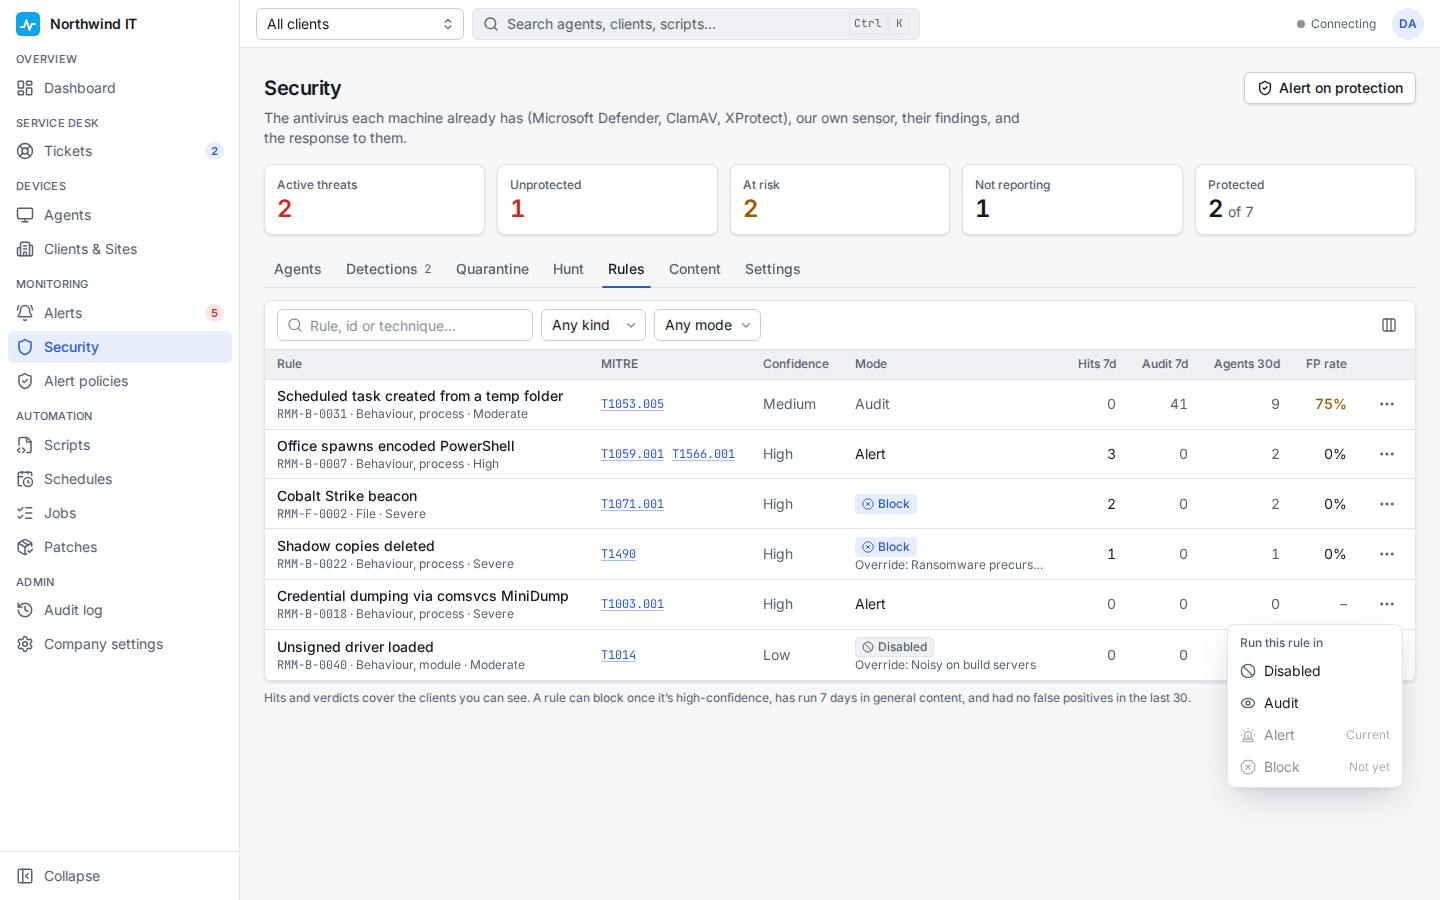 Northwind IT
All clients
Search agents, clients, scripts...
Ctrl K
Connecting
DA
OVERVIEW
Dashboard
SERVICE DESK
Tickets 2
DEVICES
Agents
Clients & Sites
MONITORING
Alerts 5
Security
Alert policies
AUTOMATION
Scripts
Schedules
Jobs
Patches
ADMIN
Audit log
Company settings
Collapse
Security
Alert on protection
The antivirus each machine already has (Microsoft Defender, ClamAV, XProtect), our own sensor, their findings, and
the response to them.
Active threats
2
Unprotected
1
At risk
2
Not reporting
1
Protected
2 of 7
Agents Detections 2 Quarantine Hunt Rules Content Settings
Rule, id or technique...
Any kind
Any mode
Rule MITRE Confidence Mode Hits 7d Audit 7d Agents 30d FP rate
Scheduled task created from a temp folder
RMM-B-0031 · Behaviour, process · Moderate
T1053.005 Medium Audit 0 41 9 75%
Office spawns encoded PowerShell
RMM-B-0007 · Behaviour, process · High
T1059.001 T1566.001 High Alert 3 0 2 0%
Cobalt Strike beacon
RMM-F-0002 · File · Severe
T1071.001 High Block 2 0 2 0%
Shadow copies deleted
RMM-B-0022 · Behaviour, process · Severe
T1490 High Block 1 0 1 0%
Override: Ransomware precurs...
Credential dumping via comsvcs MiniDump
RMM-B-0018 · Behaviour, process · Severe
T1003.001 High Alert 0 0 0 –
Unsigned driver loaded
RMM-B-0040 · Behaviour, module · Moderate
T1014 Low Disabled 0 0
Override: Noisy on build servers
Run this rule in
Disabled
Audit
Alert Current
Block Not yet
Hits and verdicts cover the clients you can see. A rule can block once it's high-confidence, has run 7 days in general content, and had no false positives in the last 30.